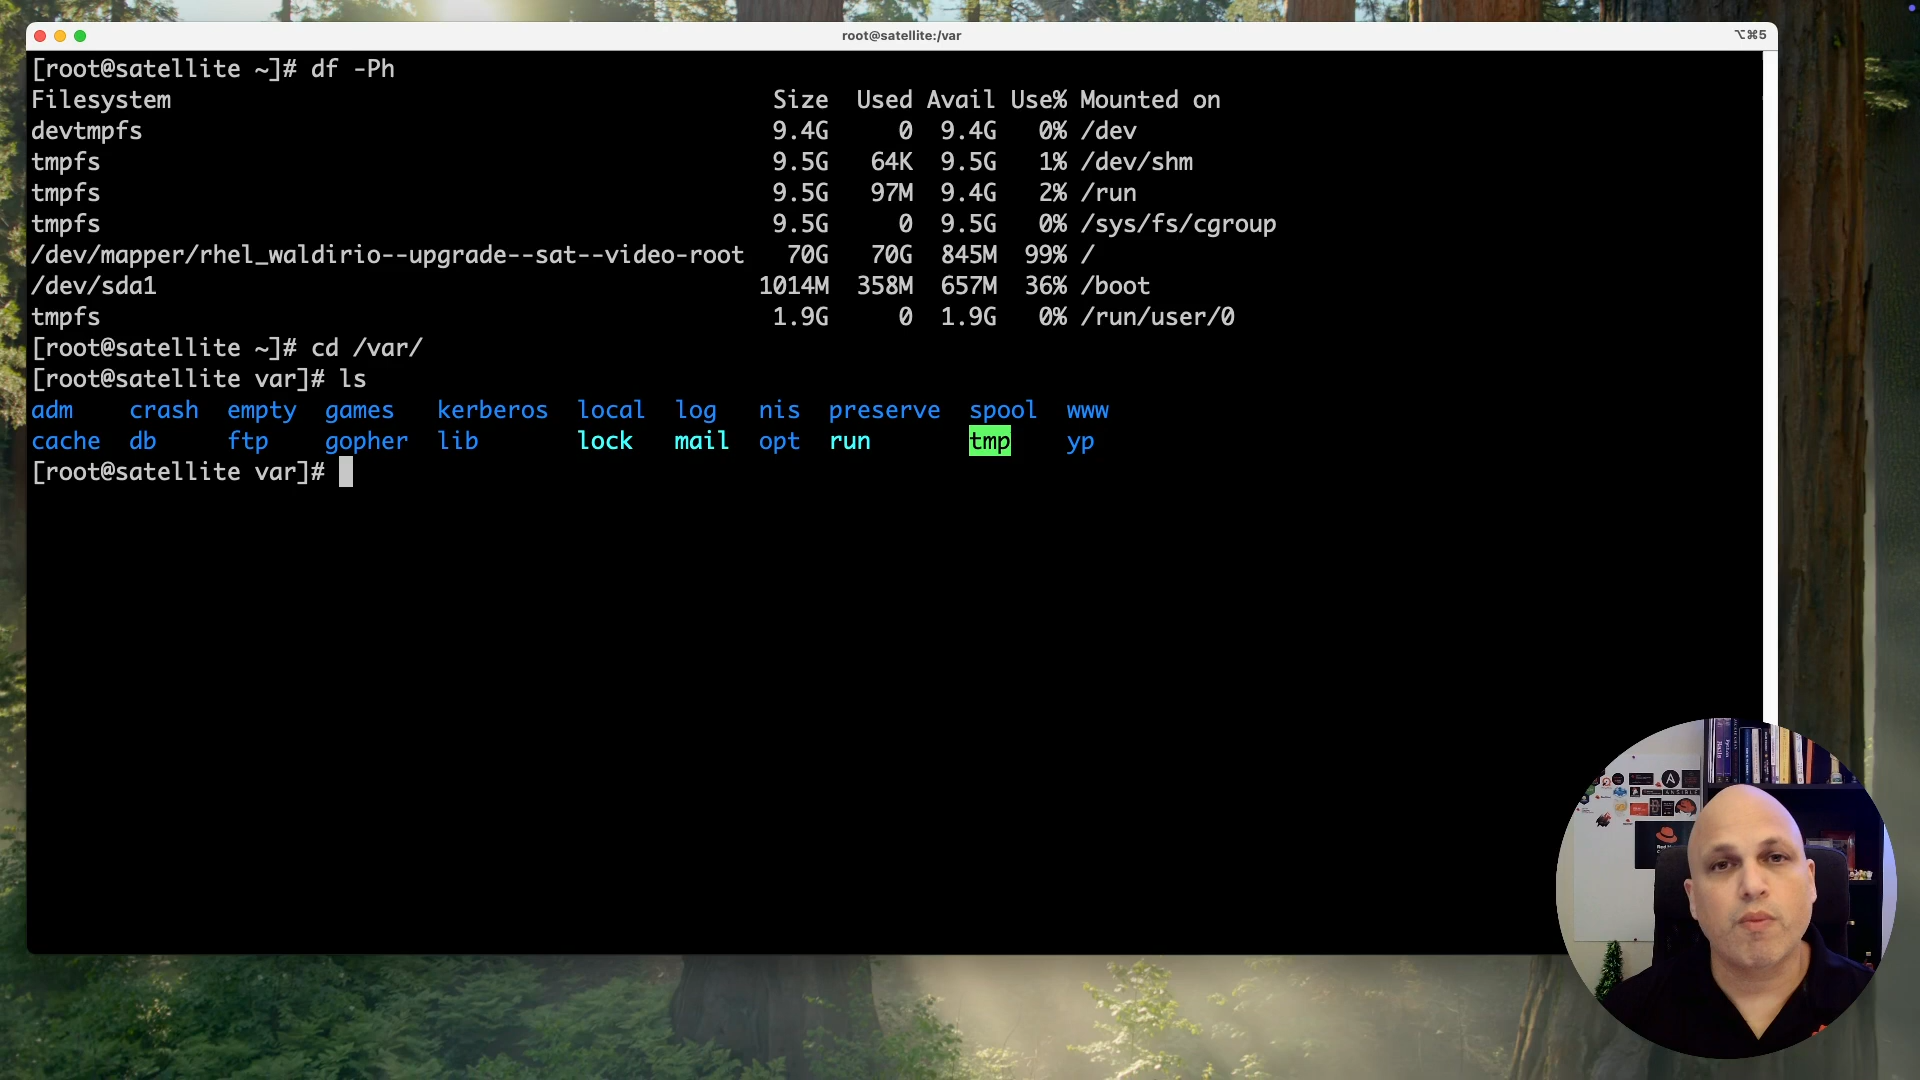 root@satellite:/var
⌥⌘5
[root@satellite ~]# df -Ph
Filesystem Size Used Avail Use% Mounted on
devtmpfs 9.4G 0 9.4G 0% /dev
tmpfs 9.5G 64K 9.5G 1% /dev/shm
tmpfs 9.5G 97M 9.4G 2% /run
tmpfs 9.5G 0 9.5G 0% /sys/fs/cgroup
/dev/mapper/rhel_waldirio--upgrade--sat--video-root 70G 70G 845M 99% /
/dev/sda1 1014M 358M 657M 36% /boot
tmpfs 1.9G 0 1.9G 0% /run/user/0
[root@satellite ~]# cd /var/
[root@satellite var]# ls
adm crash empty games kerberos local log nis preserve spool www
cache db ftp gopher lib lock mail opt run tmp yp
[root@satellite var]#
ANSIBLE